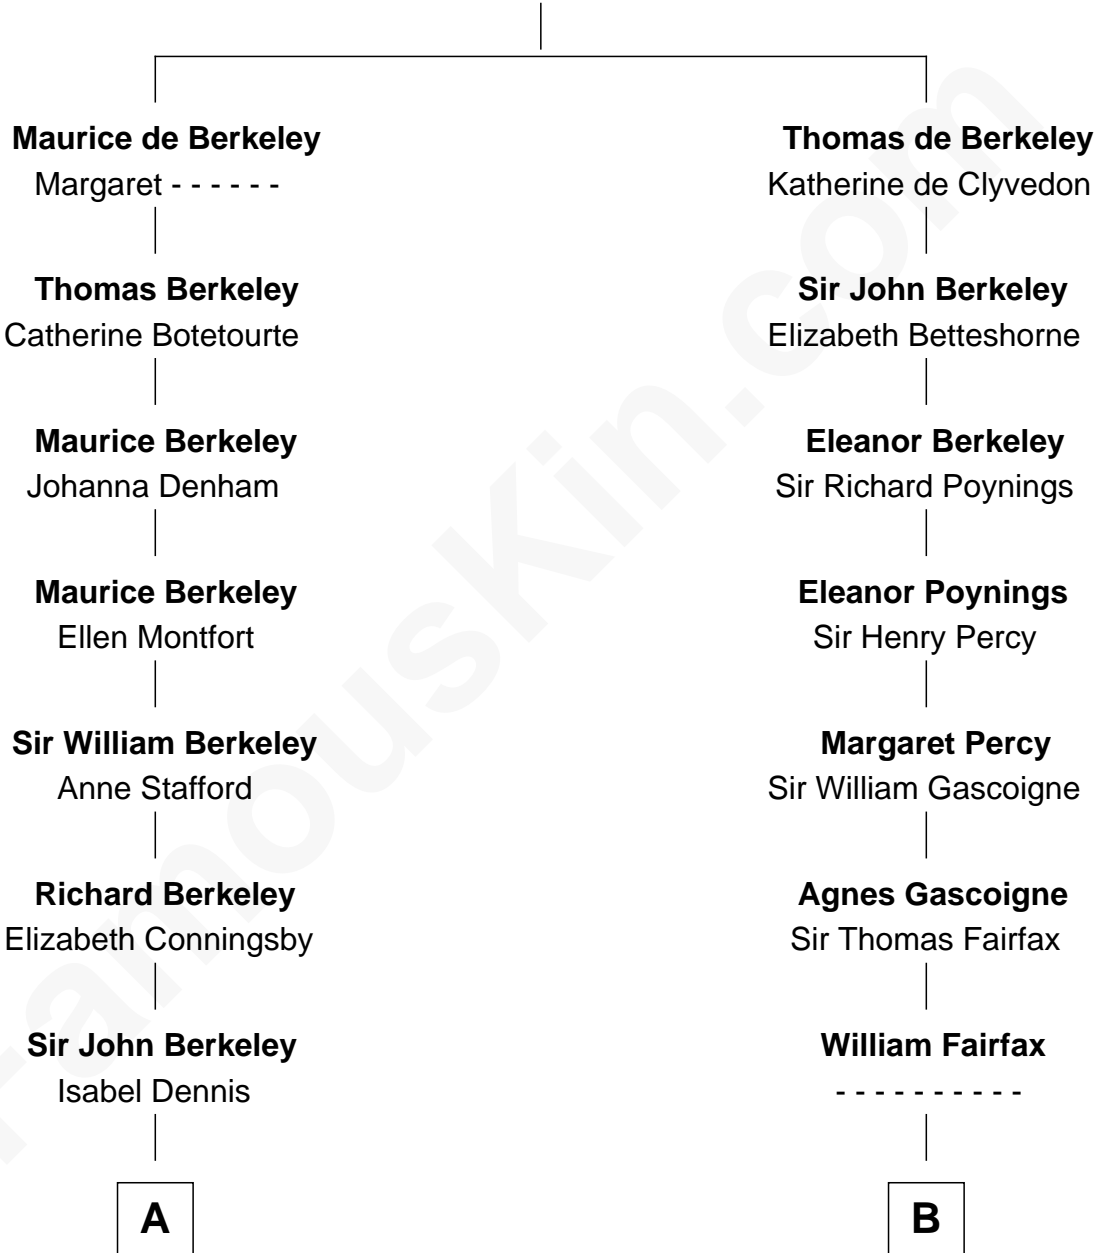 Maurice de Berkeley
Margaret - - - - - -
Thomas Berkeley
Catherine Botetourte
Maurice Berkeley
Johanna Denham
Maurice Berkeley
Ellen Montfort
Sir William Berkeley
Anne Stafford
Richard Berkeley
Elizabeth Conningsby
Sir John Berkeley
Isabel Dennis
A
Thomas de Berkeley
Katherine de Clyvedon
Sir John Berkeley
Elizabeth Betteshorne
Eleanor Berkeley
Sir Richard Poynings
Eleanor Poynings
Sir Henry Percy
Margaret Percy
Sir William Gascoigne
Agnes Gascoigne
Sir Thomas Fairfax
William Fairfax
- - - - - - - - - -
B
FamousKin.com